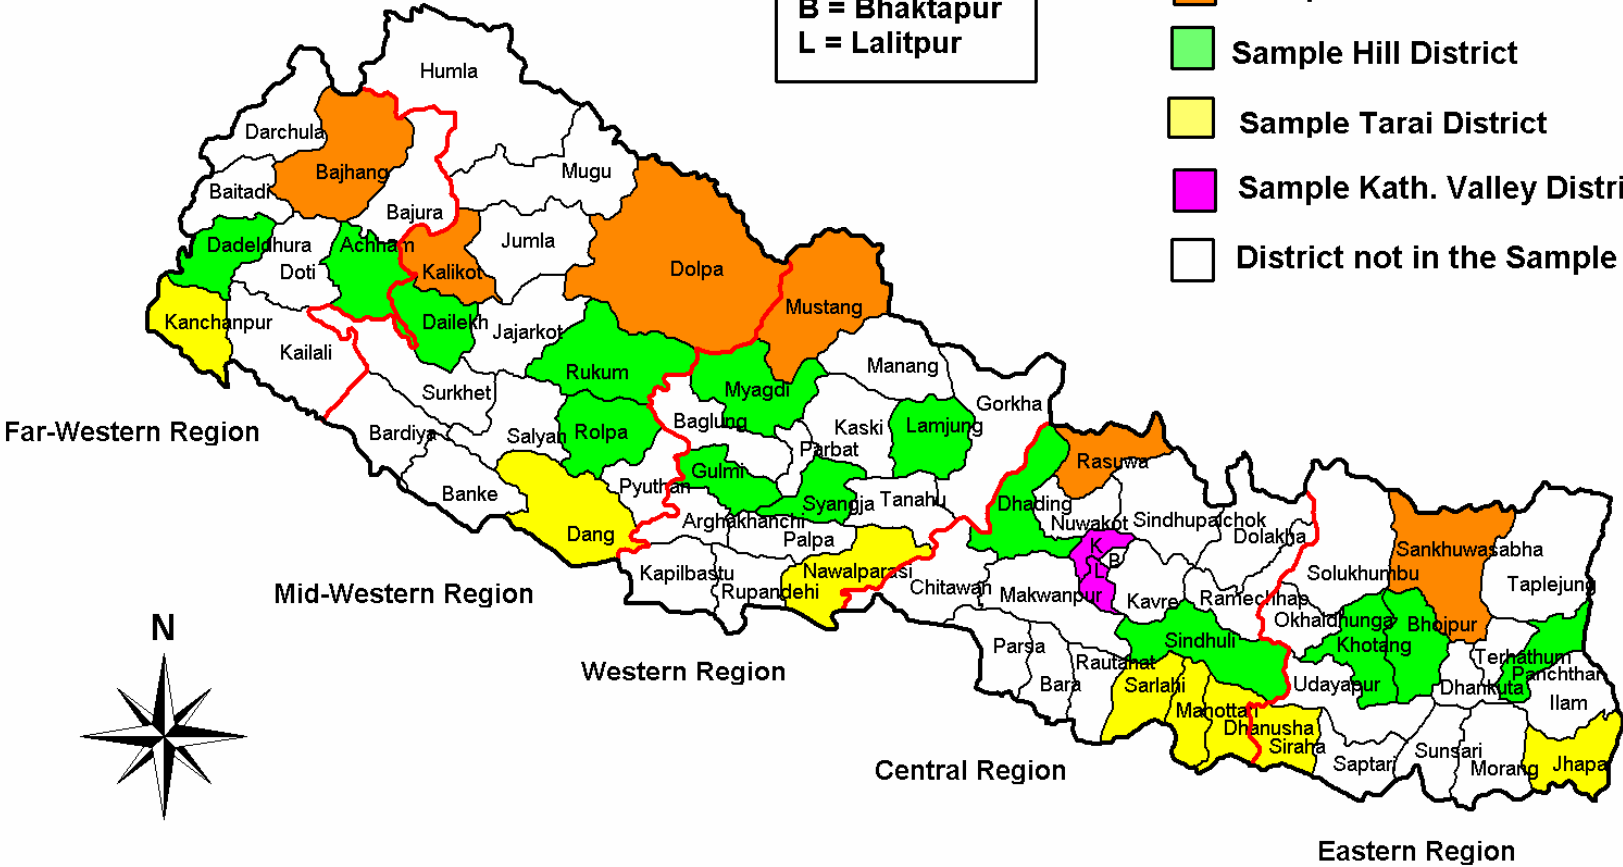 B = Bhaktapur
L = Lalitpur
Sample Hill District
Sample Tarai District
Sample Kath. Valley Distri
District not in the Sample
Humla
Darchula
Bajhang
Mugu
Baitadi
Bajura
Dadeldhura
Achham
Jumla
Doti
Kalikot
Dolpa
Mustang
Kanchanpur
Dailekh
Jajarkot
Kailali
Rukum
Manang
Surkhet
Myagdi
Gorkha
Far-Western Region
Bardiya
Salyan
Rolpa
Baglung
Kaski
Lamjung
Parbat
Rasuwa
Banke
Pyuthan
Gulmi
Syangja
Tanahu
Dhading
Dang
Arghakhanchi
Palpa
Nuwakot
Sindhupalchok
Dolakha
K
B
L
Sankhuwasabha
Kapilbastu
Rupandehi
Nawalparasi
Chitawan
Makwanpur
Kavre
Ramechhap
Solukhumbu
Taplejung
Mid-Western Region
Okhaldhunga
Khotang
Bhojpur
N
Western Region
Parsa
Bara
Rautahat
Sindhuli
Sarlahi
Udayapur
Terhathum
Panchthar
Dhankuta
Ilam
Mahottari
Dhanusha
Siraha
Saptari
Sunsari
Morang
Jhapa
Central Region
Eastern Region